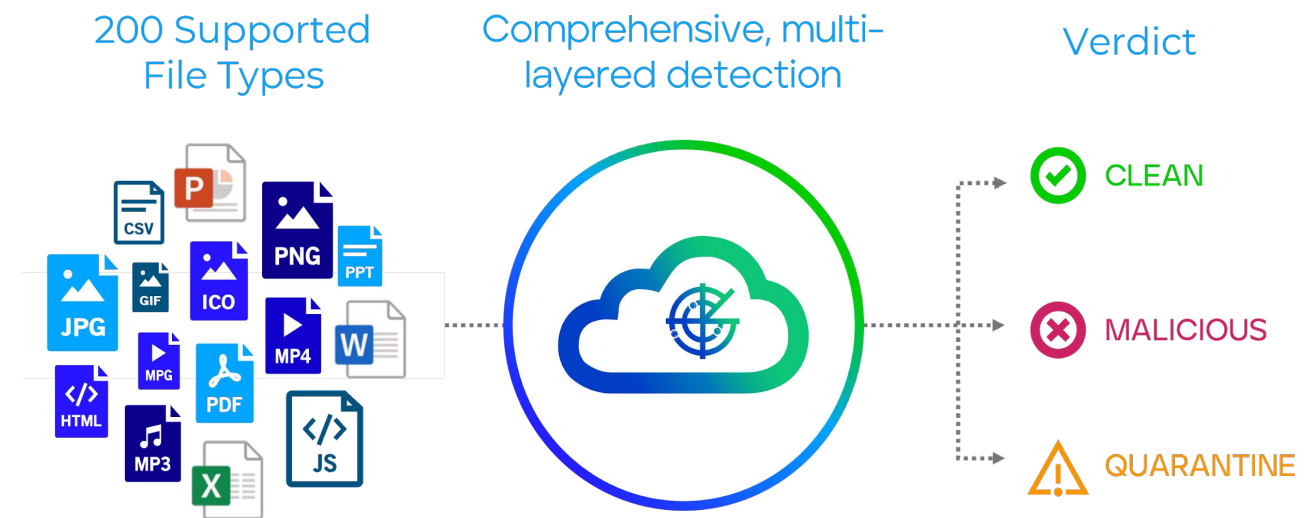 200 Supported
File Types
Comprehensive, multi-
layered detection
Verdict
P
CSV
PNG
PPT
GIF
ICO
JPG
MP4
W
MPG
PDF
HTML
MP3
JS
X
CLEAN
MALICIOUS
QUARANTINE